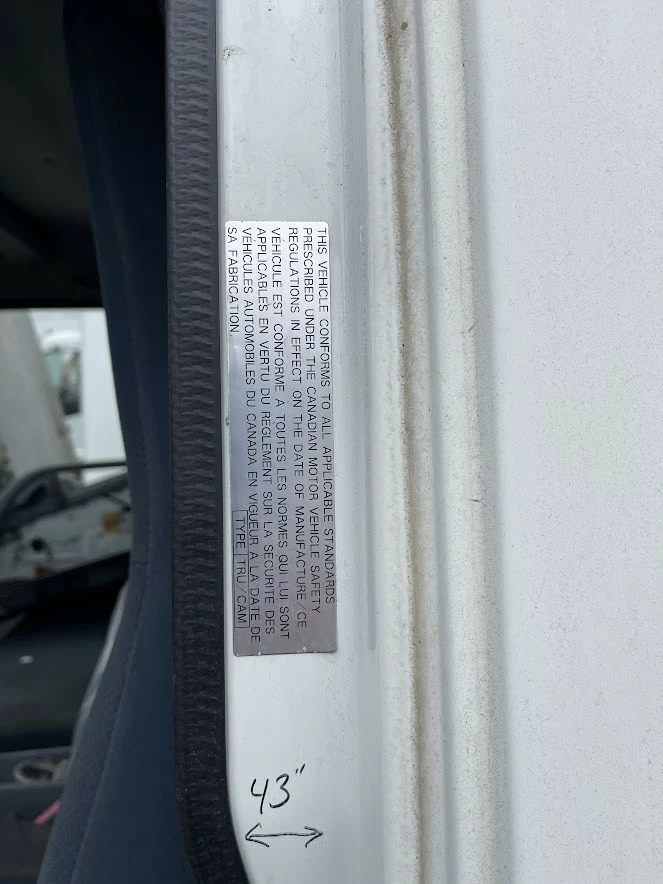 THIS VEHICLE CONFORMS TO ALL APPLICABLE STANDARDS
PRESCRIBED UNDER THE CANADIAN MOTOR VEHICLE SAFETY
REGULATIONS IN EFFECT ON THE DATE OF MANUFACTURE/CE
VÉHICULE EST CONFORME À TOUTES LES NORMES QUI LUI SONT
APPLICABLES EN VERTU DU REGLEMENT SUR LA SECURITE DES
VEHICULES AUTOMOBILES DU CANADA EN VIGUEUR A LA DATE DE
SA FABRICATION
TYPE TRU/CAM
43"